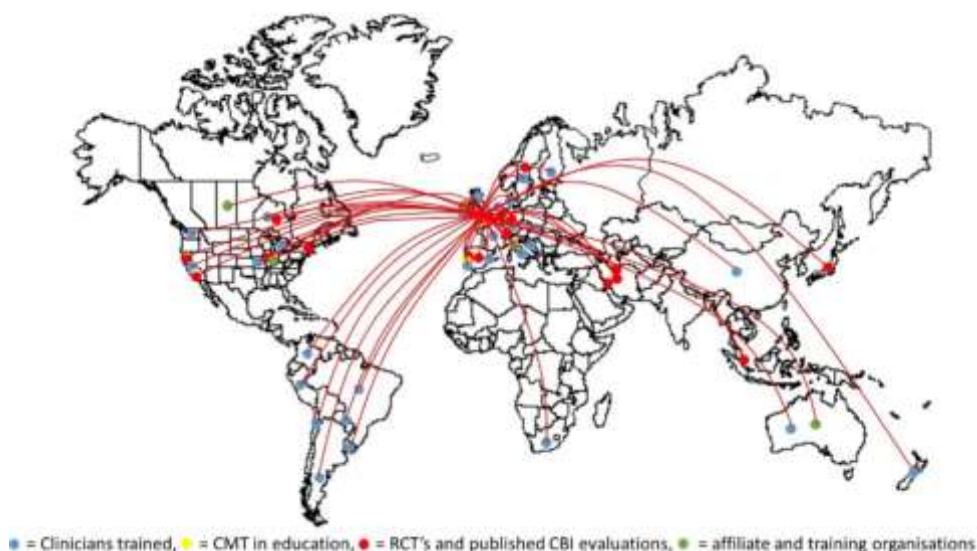 = Clinicians trained, = CMT in education, = RCT's and published CBI evaluations, = affiliate and training organisations